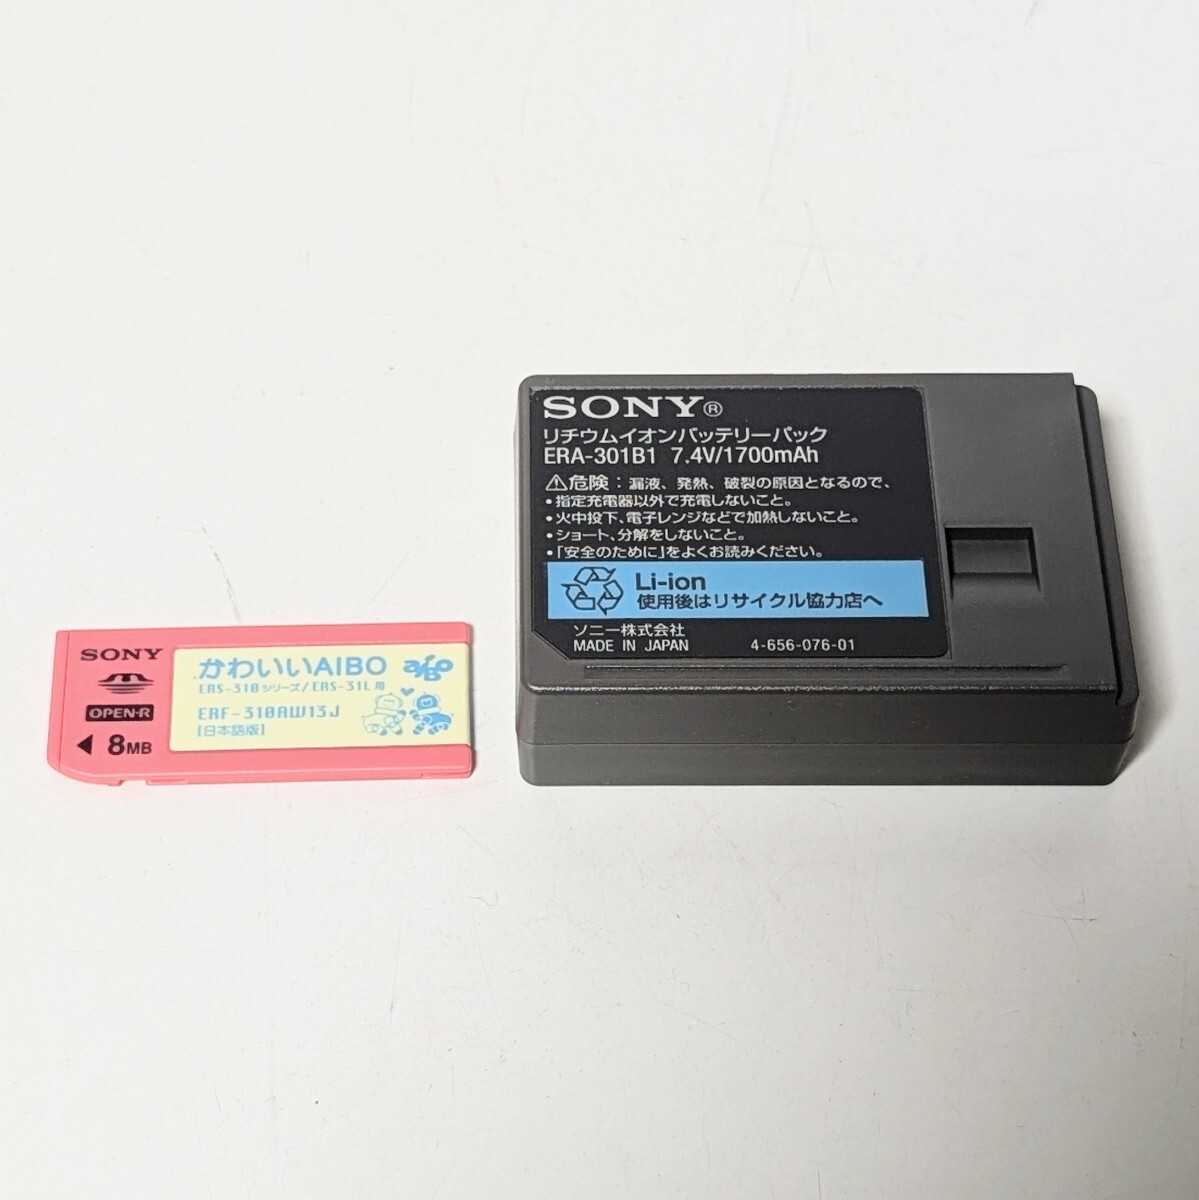 SONY
OPEN-R
8MB
かわいいAIBO
aibo
ERS-310シリーズ/ERS-31L用
ERF-310AW13J
[日本語版]
SONY®
リチウムイオンバッテリーパック
ERA-301B1 7.4V/1700mAh
⚠危険：漏液、発熱、破裂の原因となるので、
・指定充電器以外で充電しないこと。
・火中投下、電子レンジなどで加熱しないこと。
・ショート、分解をしないこと。
・「安全のために」をよくお読みください。
Li-ion
使用後はリサイクル協力店へ
ソニー株式会社
MADE IN JAPAN 4-656-076-01